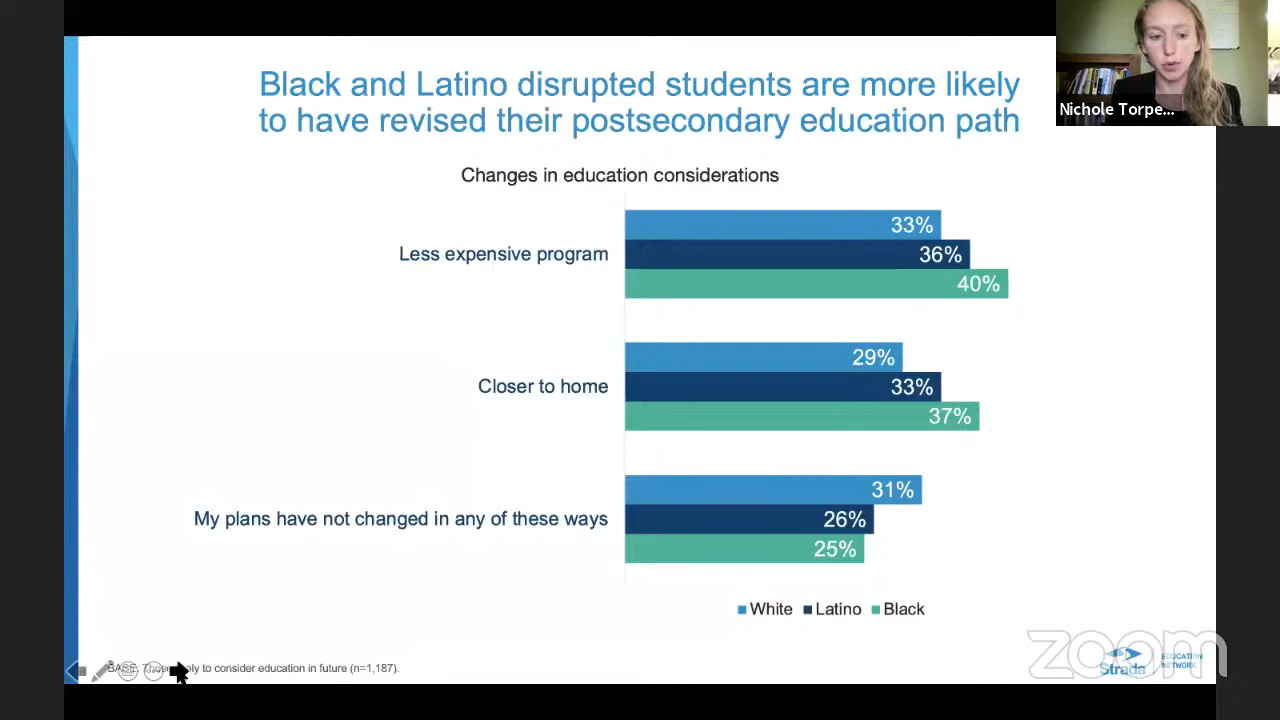 Black and Latino disrupted students are more likely
to have revised their postsecondary education path
Nichole Torpe...
Changes in education considerations
Less expensive program
33%
36%
40%
Closer to home
29%
33%
37%
My plans have not changed in any of these ways
31%
26%
25%
White Latino Black
to consider education in future (n=1,187).
zoom
Strada
EDUCATION
NETWORK